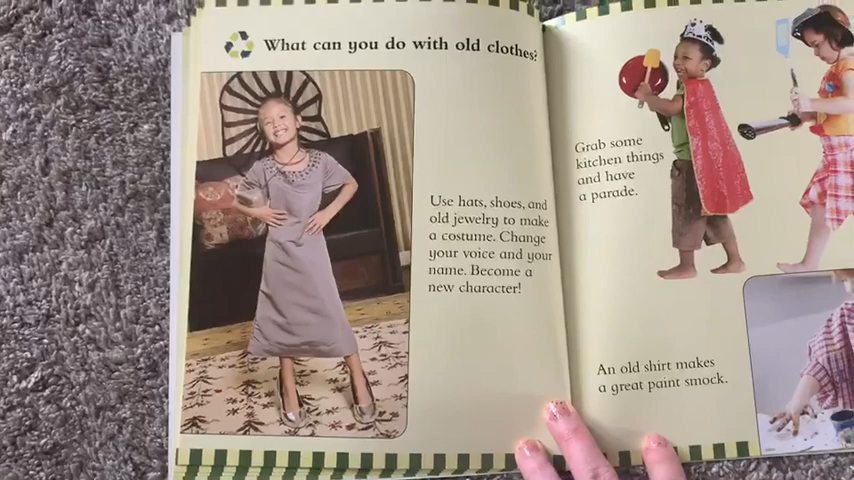 What can you do with old clothes?
Use hats, shoes, and
old jewelry to make
a costume. Change
your voice and your
name. Become a
new character!
Grab some
kitchen things
and have
a parade.
An old shirt makes
a great paint smock.